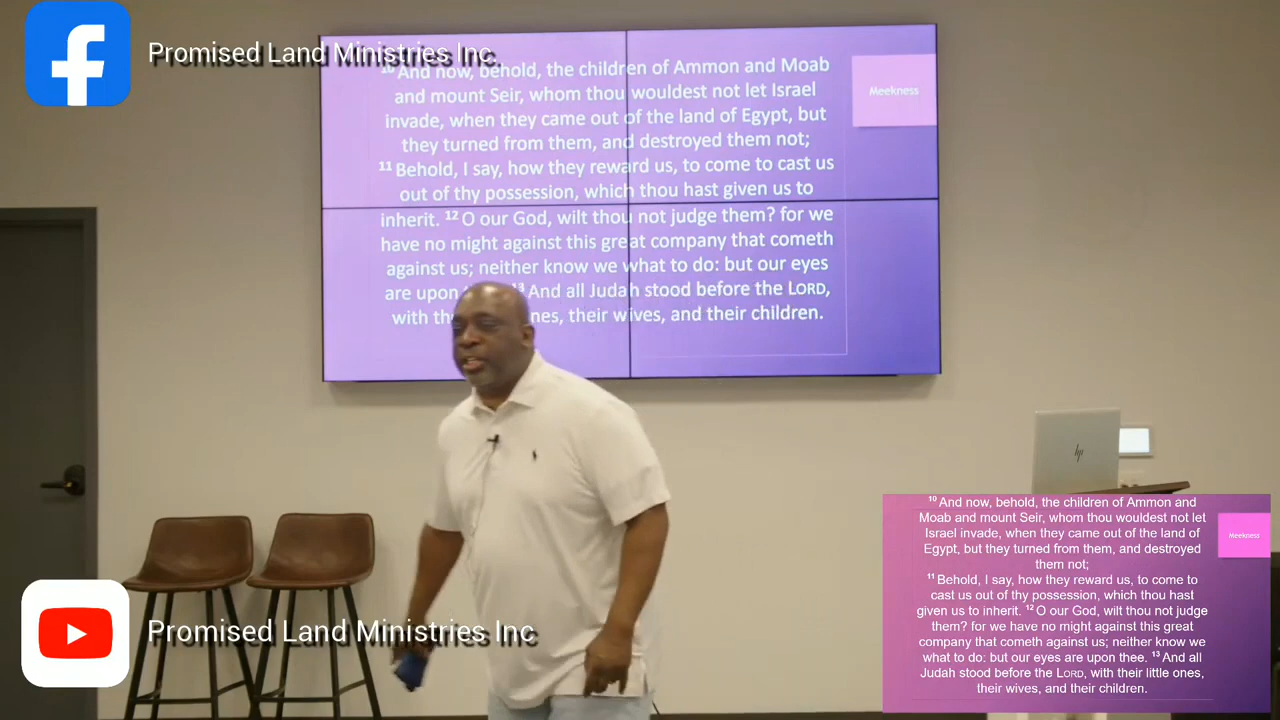 Promised Land Ministries Inc.
10 And now, behold, the children of Ammon and Moab
and mount Seir, whom thou wouldest not let Israel
invade, when they came out of the land of Egypt, but
they turned from them, and destroyed them not;
11 Behold, I say, how they reward us, to come to cast us
out of thy possession, which thou hast given us to
inherit. 12 O our God, wilt thou not judge them? for we
have no might against this great company that cometh
against us; neither know we what to do: but our eyes
are upon 13 And all Judah stood before the LORD,
with their ones, their wives, and their children.
Meekness
hp
10 And now, behold, the children of Ammon and
Moab and mount Seir, whom thou wouldest not let
Israel invade, when they came out of the land of
Egypt, but they turned from them, and destroyed
them not;
11 Behold, I say, how they reward us, to come to
cast us out of thy possession, which thou hast
given us to inherit. 12 O our God, wilt thou not judge
them? for we have no might against this great
company that cometh against us; neither know we
what to do: but our eyes are upon thee. 13 And all
Judah stood before the LORD, with their little ones,
their wives, and their children.
Meekness
Promised Land Ministries Inc